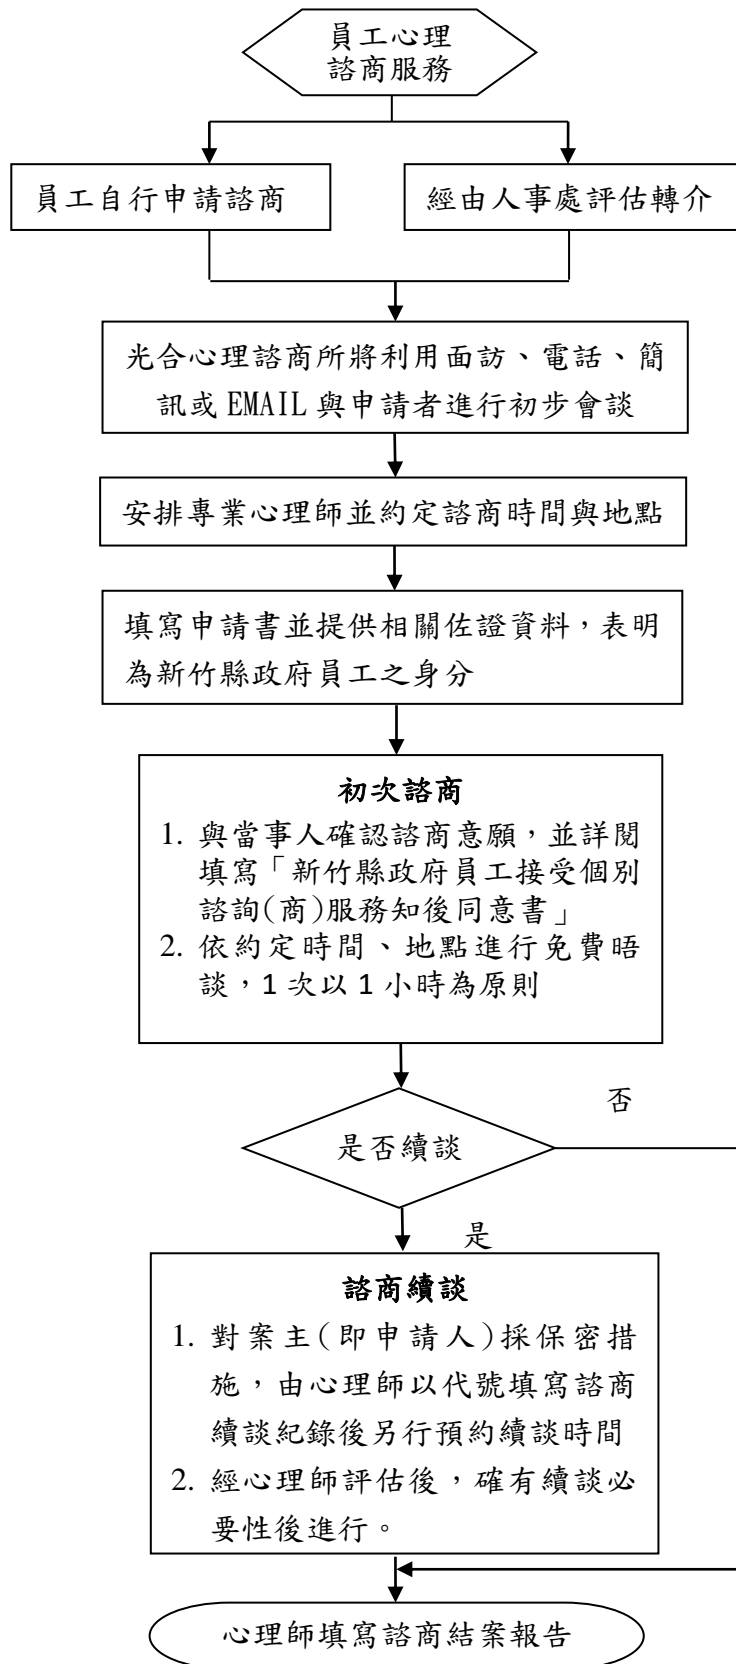 員工心理
諮商服務
員工自行申請諮商
經由人事處評估轉介
光合心理諮商所將利用面訪、電話、簡
訊或 EMAIL 與申請者進行初步會談
安排專業心理師並約定諮商時間與地點
填寫申請書並提供相關佐證資料，表明
為新竹縣政府員工之身分
初次諮商
1. 與當事人確認諮商意願，並詳閱
填寫「新竹縣政府員工接受個別
諮詢(商)服務知後同意書」
2. 依約定時間、地點進行免費晤
談，1 次以 1 小時為原則
否
是否續談
是
諮商續談
1. 對案主(即申請人)採保密措
施，由心理師以代號填寫諮商
續談紀錄後另行預約續談時間
2. 經心理師評估後，確有續談必
要性後進行。
心理師填寫諮商結案報告